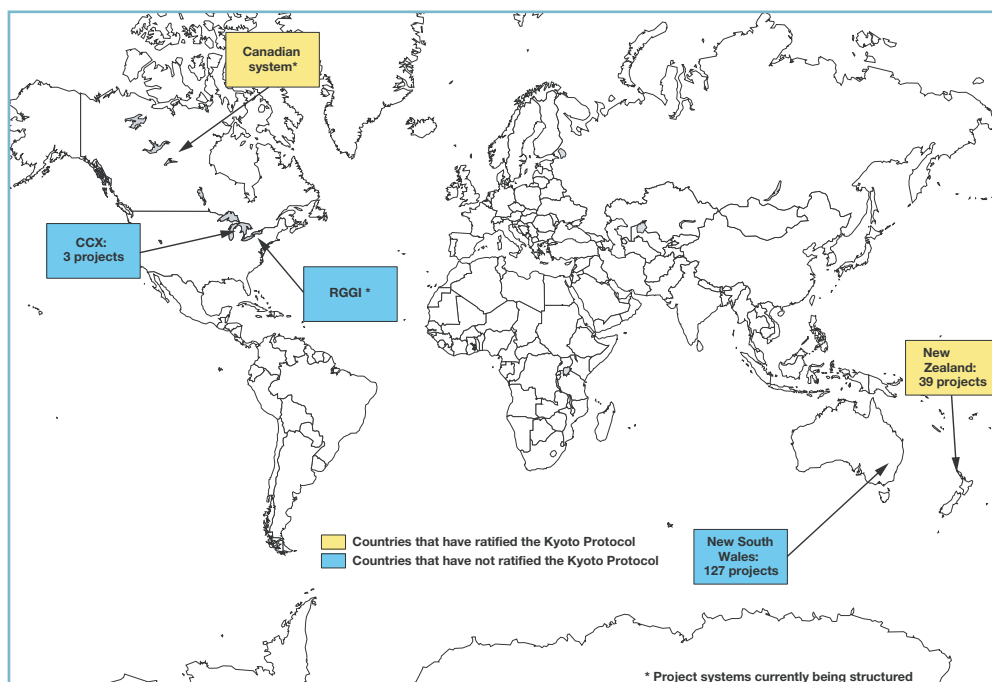 Canadian
system*
CCX:
3 projects
RGGI *
New
Zealand:
39 projects
New South
Wales:
127 projects
Countries that have ratified the Kyoto Protocol
Countries that have not ratified the Kyoto Protocol
* Project systems currently being structured